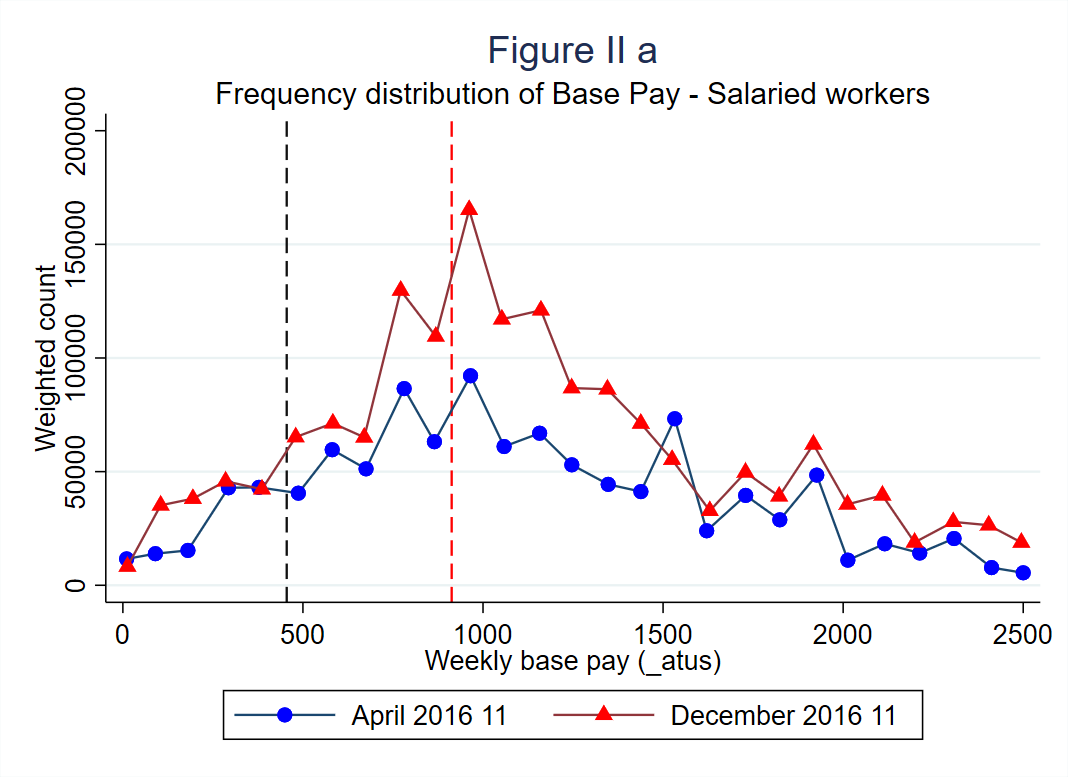 Figure II a
Frequency distribution of Base Pay - Salaried workers
Weighted count
200000
150000
100000
50000
0
0 500 1000 1500 2000 2500
Weekly base pay (_atus)
April 2016 11 December 2016 11